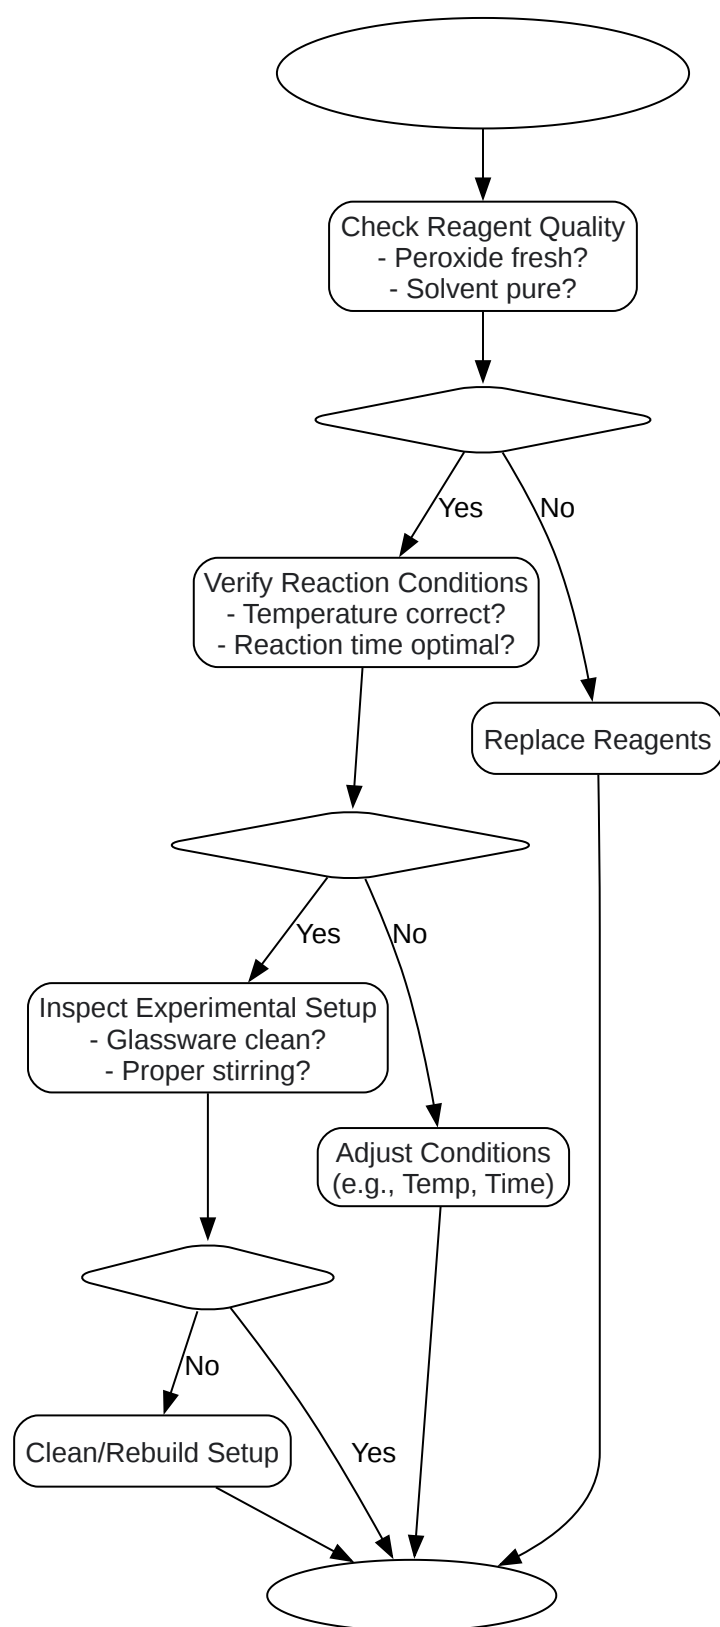 Check Reagent Quality
- Peroxide fresh?
- Solvent pure?
Yes
No
Verify Reaction Conditions
- Temperature correct?
- Reaction time optimal?
Replace Reagents
Yes
No
Inspect Experimental Setup
- Glassware clean?
- Proper stirring?
Adjust Conditions
(e.g., Temp, Time)
No
Clean/Rebuild Setup
Yes